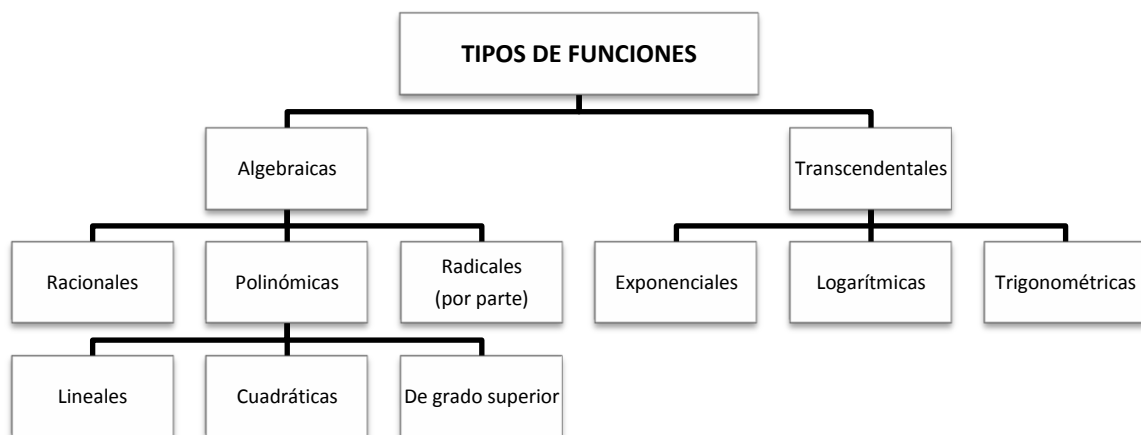 TIPOS DE FUNCIONES
Algebraicas
Transcendentales
Racionales
Polinómicas
Radicales
(por parte)
Exponenciales
Logarítmicas
Trigonométricas
Lineales
Cuadráticas
De grado superior